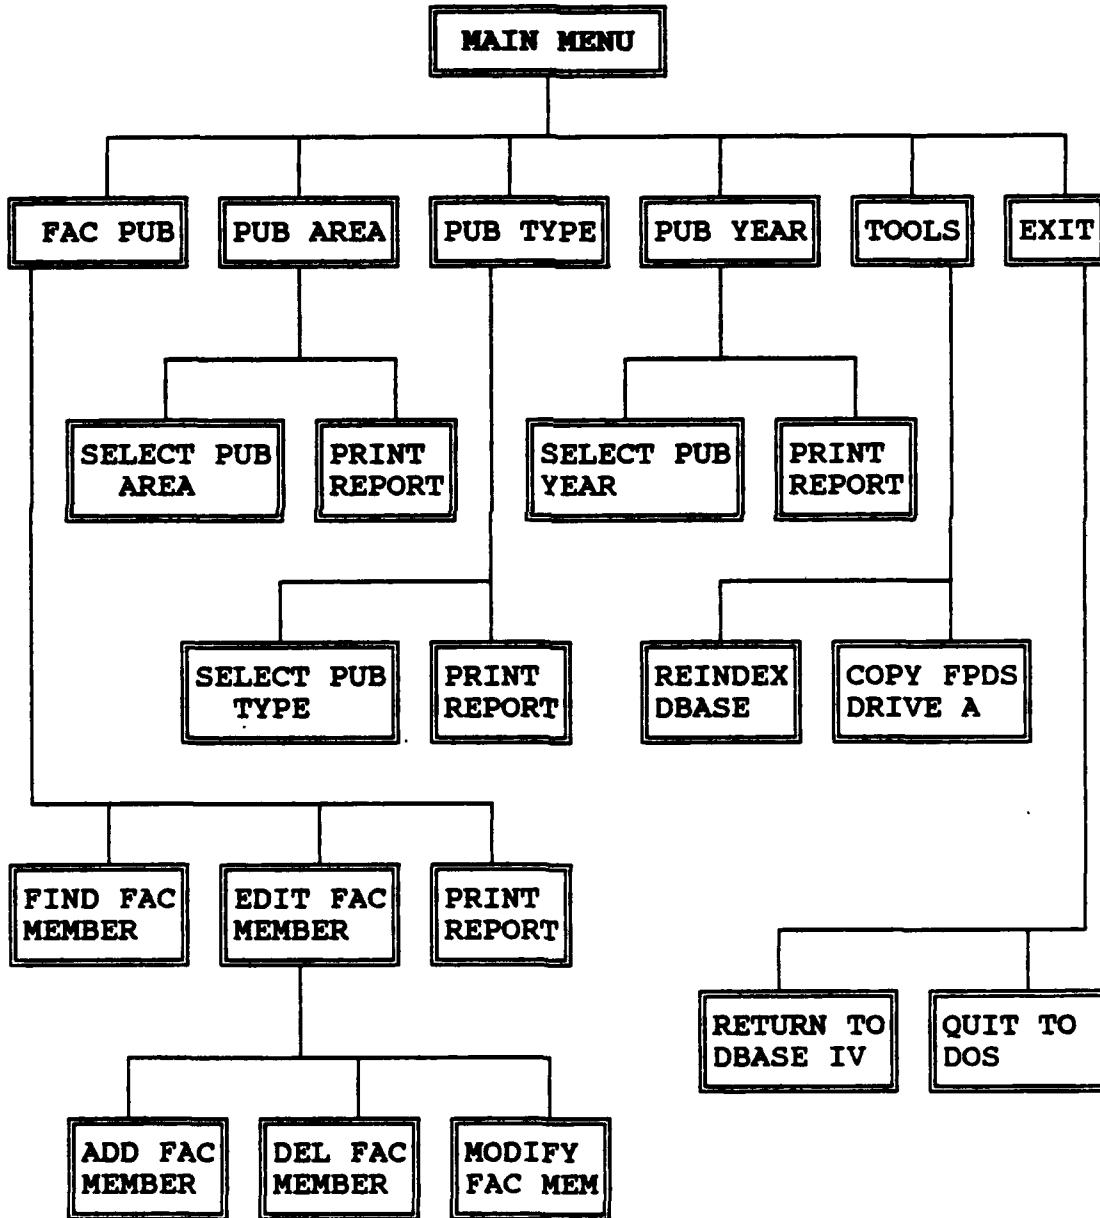 MAIN MENU
FAC PUB
PUB AREA
PUB TYPE
PUB YEAR
TOOLS
EXIT
SELECT PUB
AREA
PRINT
REPORT
SELECT PUB
YEAR
PRINT
REPORT
SELECT PUB
TYPE
PRINT
REPORT
REINDEX
DBASE
COPY FPDS
DRIVE A
FIND FAC
MEMBER
EDIT FAC
MEMBER
PRINT
REPORT
RETURN TO
DBASE IV
QUIT TO
DOS
ADD FAC
MEMBER
DEL FAC
MEMBER
MODIFY
FAC MEM